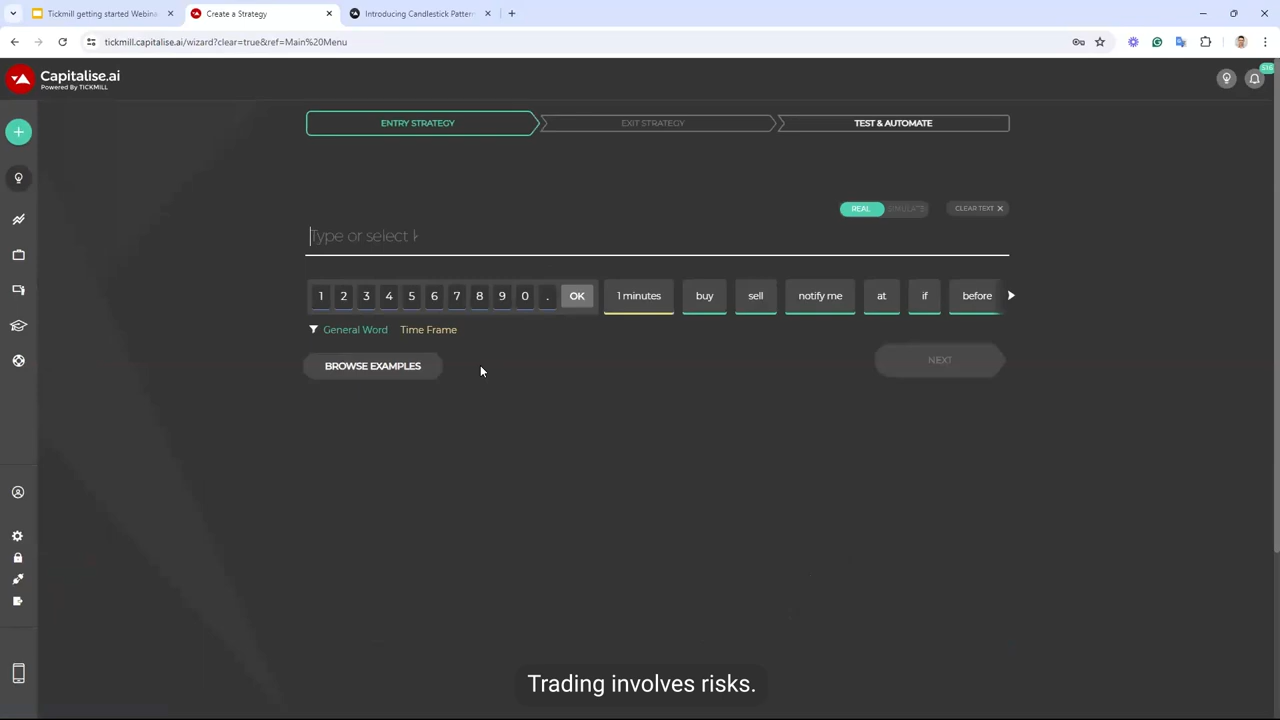 Tickmill getting started Webina
Create a Strategy
Introducing Candlestick Pattern
tickmill.capitalise.ai/wizard?clear=true&ref=Main%20Menu
Capitalise.ai
Powered By TICKMILL
516
ENTRY STRATEGY
EXIT STRATEGY
TEST & AUTOMATE
REAL
SIMULATE
CLEAR TEXT ×
Type or select k
1 2 3 4 5 6 7 8 9 0 . OK 1 minutes buy sell notify me at if before
General Word Time Frame
BROWSE EXAMPLES
NEXT
Trading involves risks.